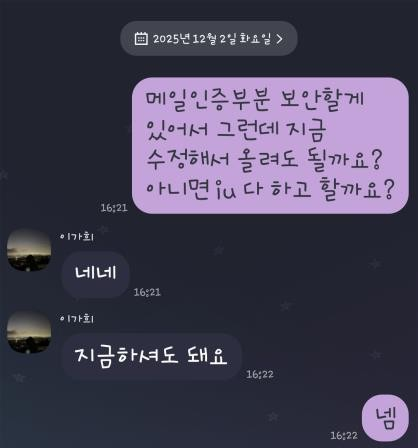 2025년 12월 2일 화요일 >
메일인증부분 보안할게
있어서 그런데 지금
수정해서 올려도 될까요?
아니면 iu 다 하고 할까요?
16:21
이가희
네네
16:21
이가희
지금하셔도 돼요
16:22
넴
16:22